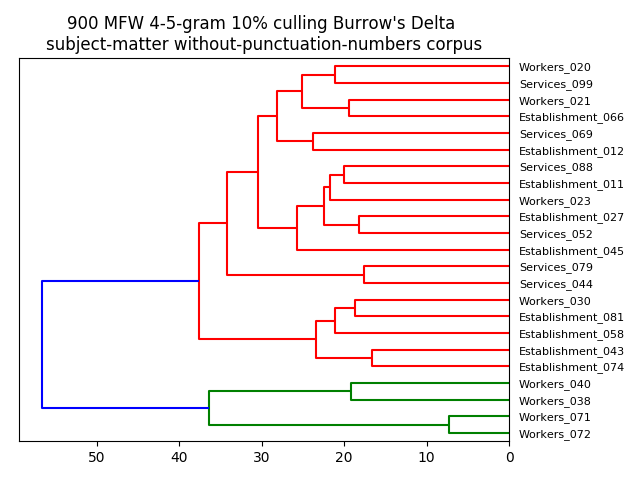 900 MFW 4-5-gram 10% culling Burrow's Delta
subject-matter without-punctuation-numbers corpus
Workers_020
Services_099
Workers_021
Establishment_066
Services_069
Establishment_012
Services_088
Establishment_011
Workers_023
Establishment_027
Services_052
Establishment_045
Services_079
Services_044
Workers_030
Establishment_081
Establishment_058
Establishment_043
Establishment_074
Workers_040
Workers_038
Workers_071
Workers_072
50 40 30 20 10 0